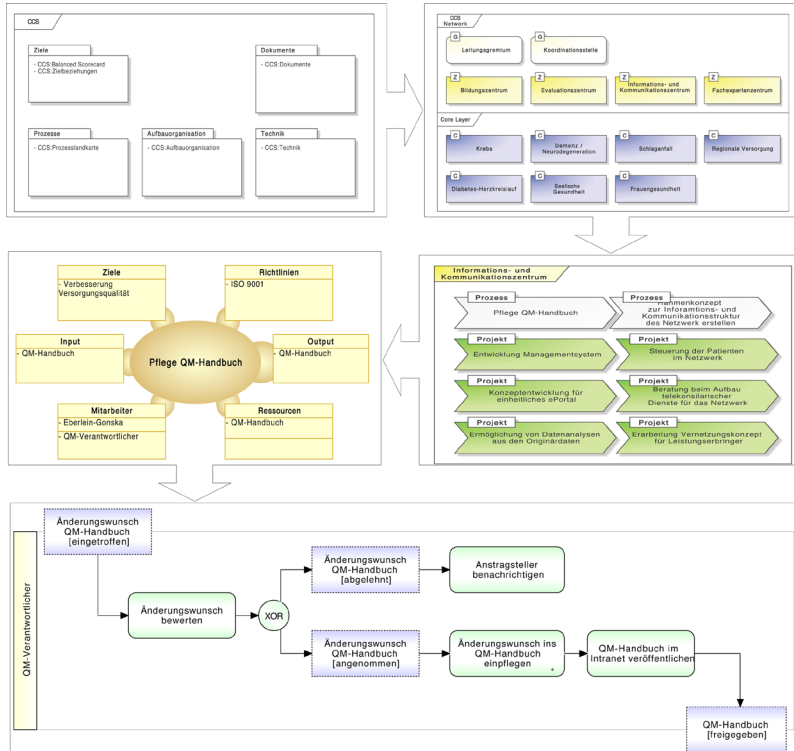 CCS
Ziele
- CCS:Balanced Scorecard
- CCS:Zielbeziehungen
Dokumente
- CCS:Dokumente
Prozesse
- CCS:Prozesslandkarte
Aufbauorganisation
- CCS:Aufbauorganisation
Technik
- CCS:Technik
CCS
Network
G
Leitungsgremium
G
Koordinationsstelle
Z
Bildungszentrum
Z
Evaluationszentrum
Z
Informations- und
Kommunikationszentrum
Z
Fachexpertenzentrum
Core Layer
C
Krebs
C
Demenz /
Neurodegeneration
C
Schlaganfall
C
Regionale Versorgung
C
Diabetes-Herzkreislauf
C
Seelische
Gesundheit
C
Frauengesundheit
Informations- und
Kommunikationszentrum
Prozess
Pflege QM-Handbuch
Prozess
Rahmenkonzept
zur Inforamtions- und
Kommunikationsstruktur
des Netzwerk erstellen
Projekt
Entwicklung Managementsystem
Projekt
Steuerung der Patienten
im Netzwerk
Projekt
Konzeptentwicklung für
einheitliches ePortal
Projekt
Beratung beim Aufbau
telekonsilarischer
Dienste für das Netzwerk
Projekt
Ermöglichung von Datenanalysen
aus den Originärdaten
Projekt
Erarbeitung Vernetzungskonzept
für Leistungserbringer
Ziele
- Verbesserung
Versorgungsqualität
Richtlinien
- ISO 9001
Input
- QM-Handbuch
Pflege QM-Handbuch
Output
- QM-Handbuch
Mitarbeiter
- Eberlein-Gonska
- QM-Verantwortlicher
Ressourcen
- QM-Handbuch
QM-Verantwortlicher
Änderungswunsch
QM-Handbuch
[eingetroffen]
Änderungswunsch
bewerten
XOR
Änderungswunsch
QM-Handbuch
[abgelehnt]
Anstragsteller
benachrichtigen
Änderungswunsch
QM-Handbuch
[angenommen]
Änderungswunsch ins
QM-Handbuch
einpflegen
+
QM-Handbuch im
Intranet veröffentlichen
QM-Handbuch
[freigegeben]